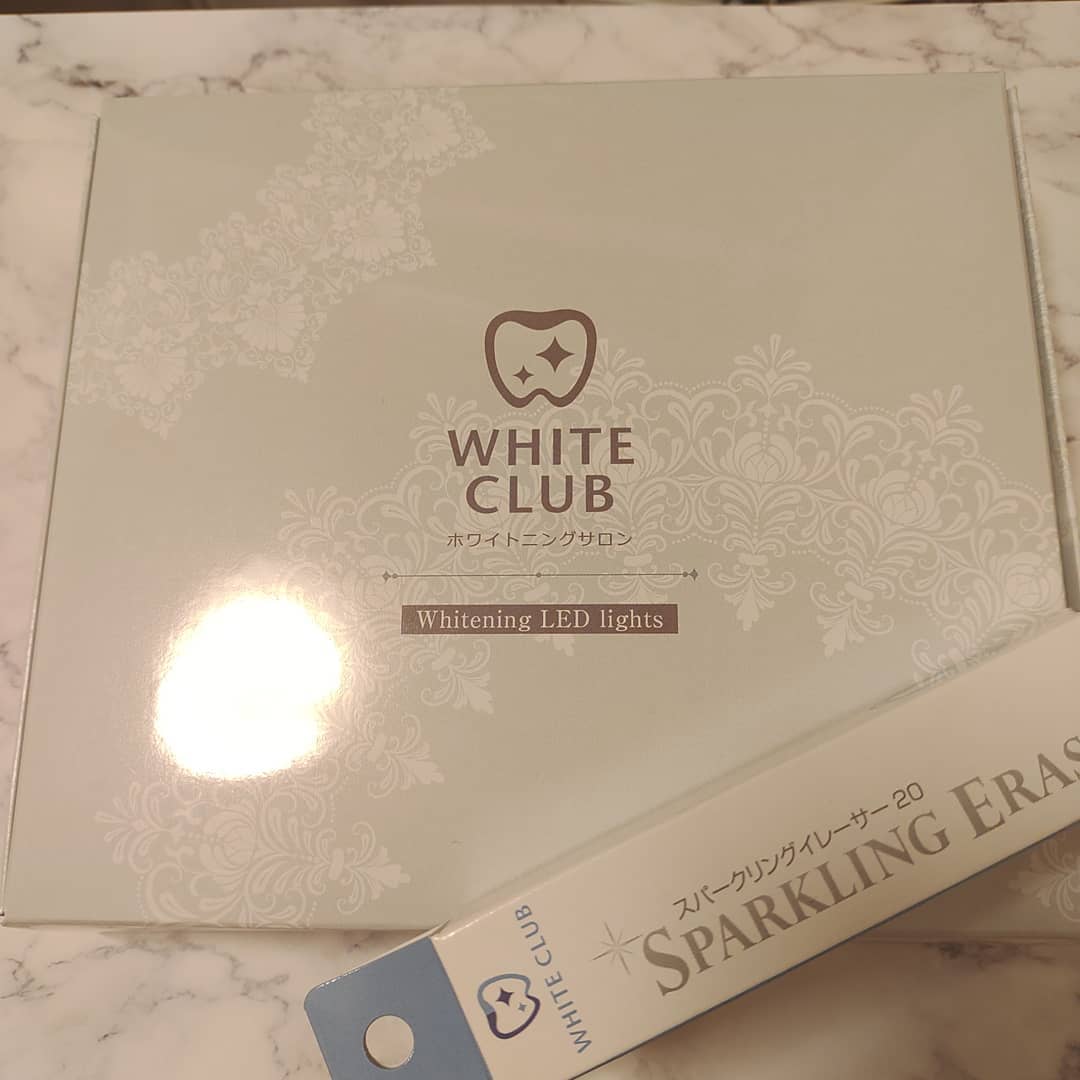 WHITE
CLUB
ホワイトニングサロン
Whitening LED lights
スパークリングイレーサー20
SPARKLING
WHITE CLUB